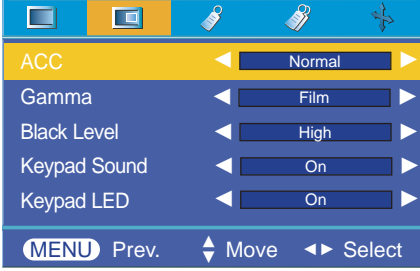 ACC Normal
Gamma Film
Black Level High
Keypad Sound On
Keypad LED On
MENU Prev. Move Select